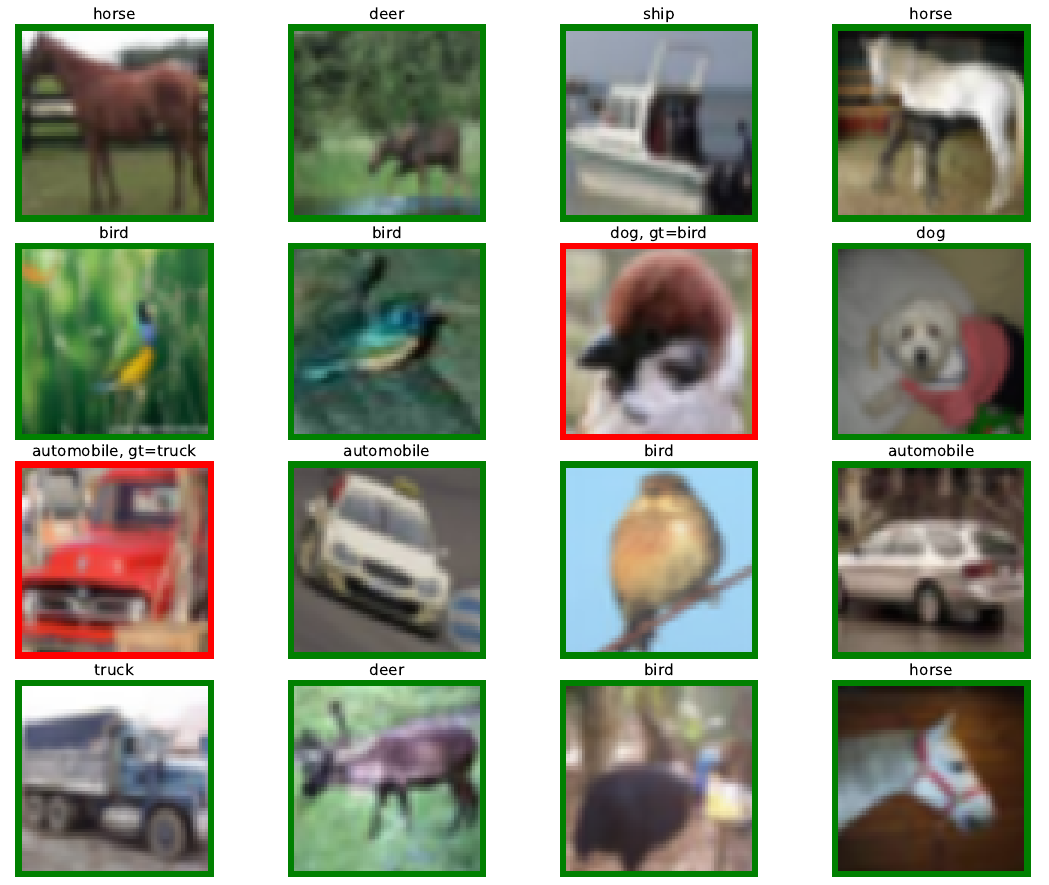 horse
deer
ship
horse
bird
bird
dog, gt=bird
dog
automobile, gt=truck
automobile
bird
automobile
truck
deer
bird
horse